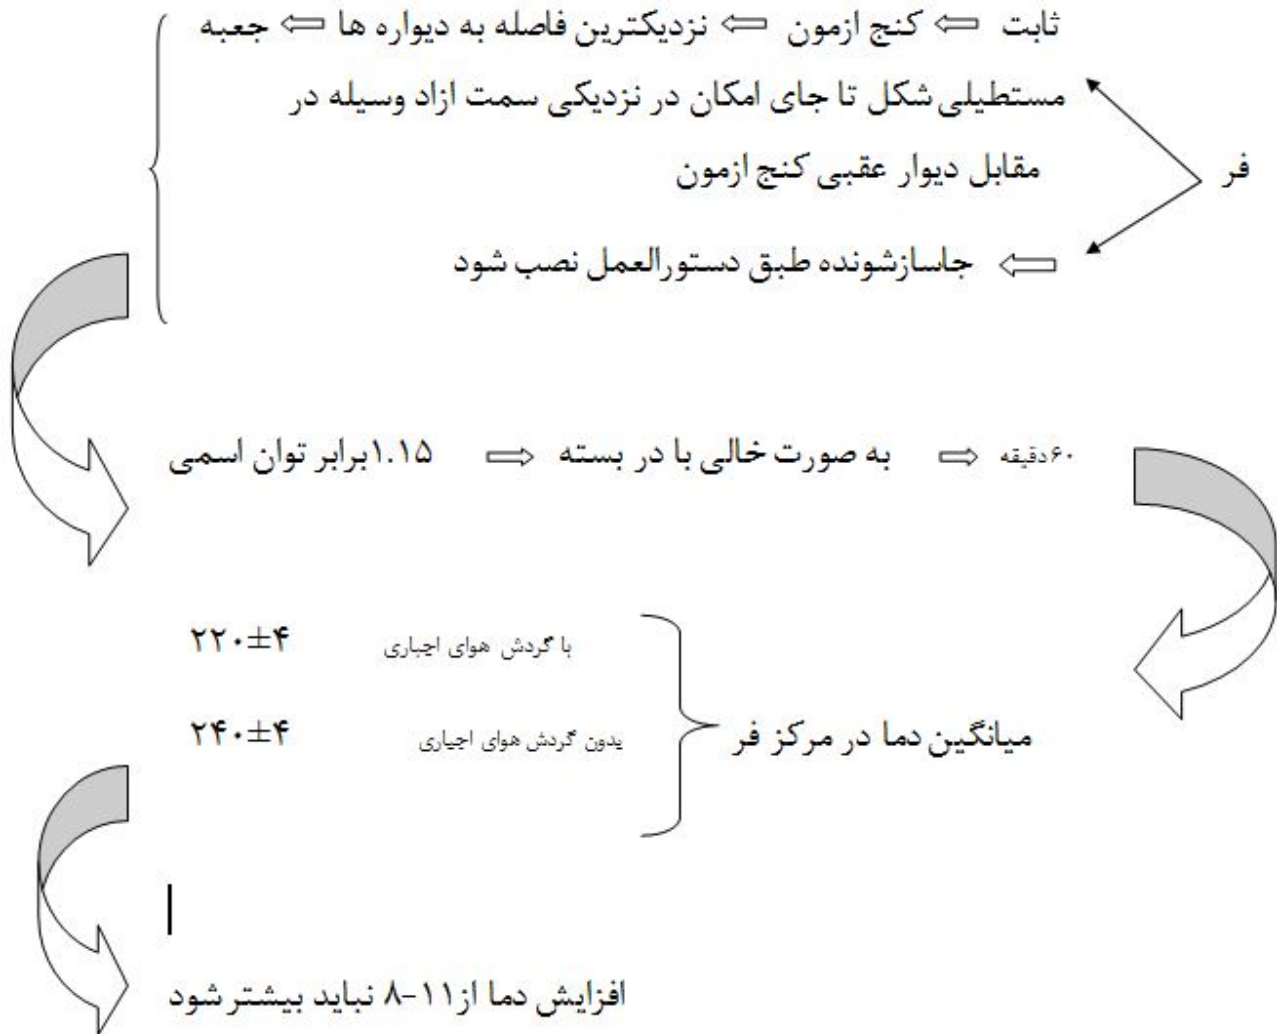 ثابت ⇐ کنج ازمون ⇐ نزدیکترین فاصله به دیواره ها ⇐ جعبه
مستطیلی شکل تا جای امکان در نزدیکی سمت ازاد وسیله در
مقابل دیوار عقبی کنج ازمون
فر
⇐ جاسازشونده طبق دستورالعمل نصب شود
۶۰دقیقه ⇨ به صورت خالی با در بسته ⇨ ۱.۱۵برابر توان اسمی
با گردش هوای اجباری ۲۲۰±۴
میانگین دما در مرکز فر
بدون گردش هوای اجباری ۲۴۰±۴
افزایش دما از۱۱-۸ نباید بیشتر شود